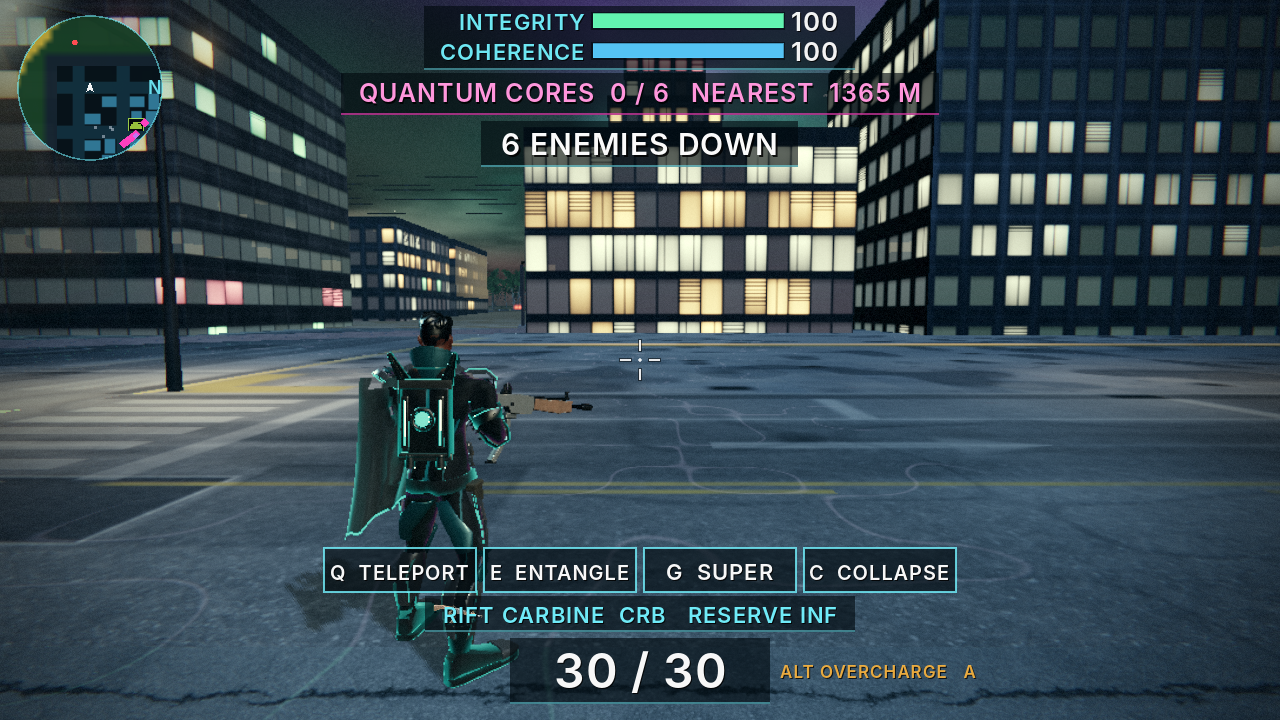 INTEGRITY 100
COHERENCE 100
QUANTUM CORES 0 / 6 NEAREST 1365 M
N
6 ENEMIES DOWN
Q TELEPORT E ENTANGLE G SUPER C COLLAPSE
RIFT CARBINE CRB RESERVE INF
30 / 30
ALT OVERCHARGE A